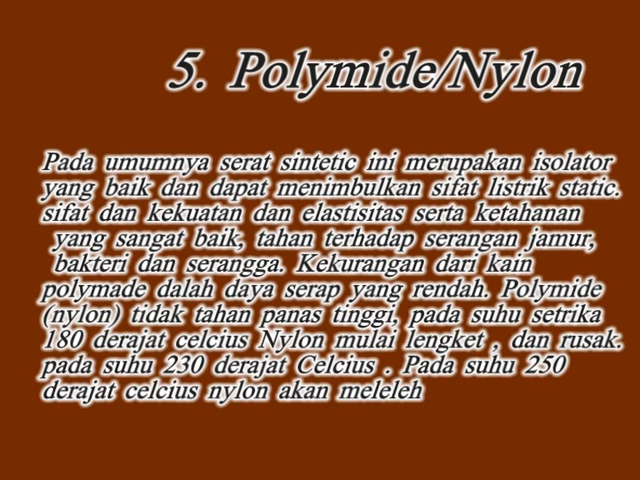 5. Polymide/Nylon
Pada umumnya serat sintetic ini merupakan isolator
yang baik dan dapat menimbulkan sifat listrik static.
sifat dan kekuatan dan elastisitas serta ketahanan
yang sangat baik, tahan terhadap serangan jamur,
bakteri dan serangga. Kekurangan dari kain
polymade dalah daya serap yang rendah. Polymide
(nylon) tidak tahan panas tinggi, pada suhu setrika
180 derajat celcius Nylon mulai lengket , dan rusak.
pada suhu 230 derajat Celcius . Pada suhu 250
derajat celcius nylon akan meleleh